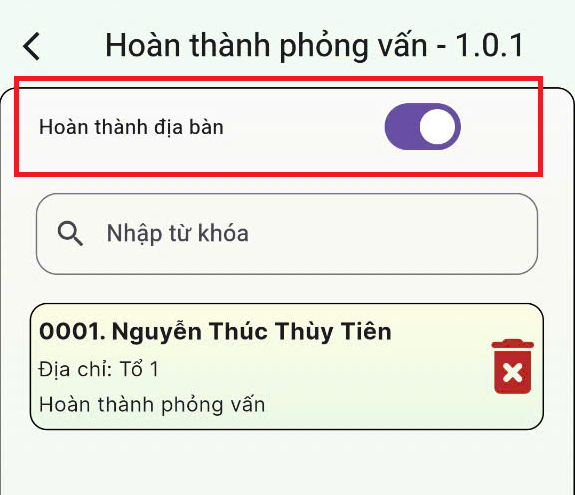 Hoàn thành phỏng vấn - 1.0.1
Hoàn thành địa bàn
Nhập từ khóa
0001. Nguyễn Thúc Thùy Tiên
Địa chỉ: Tổ 1
Hoàn thành phỏng vấn